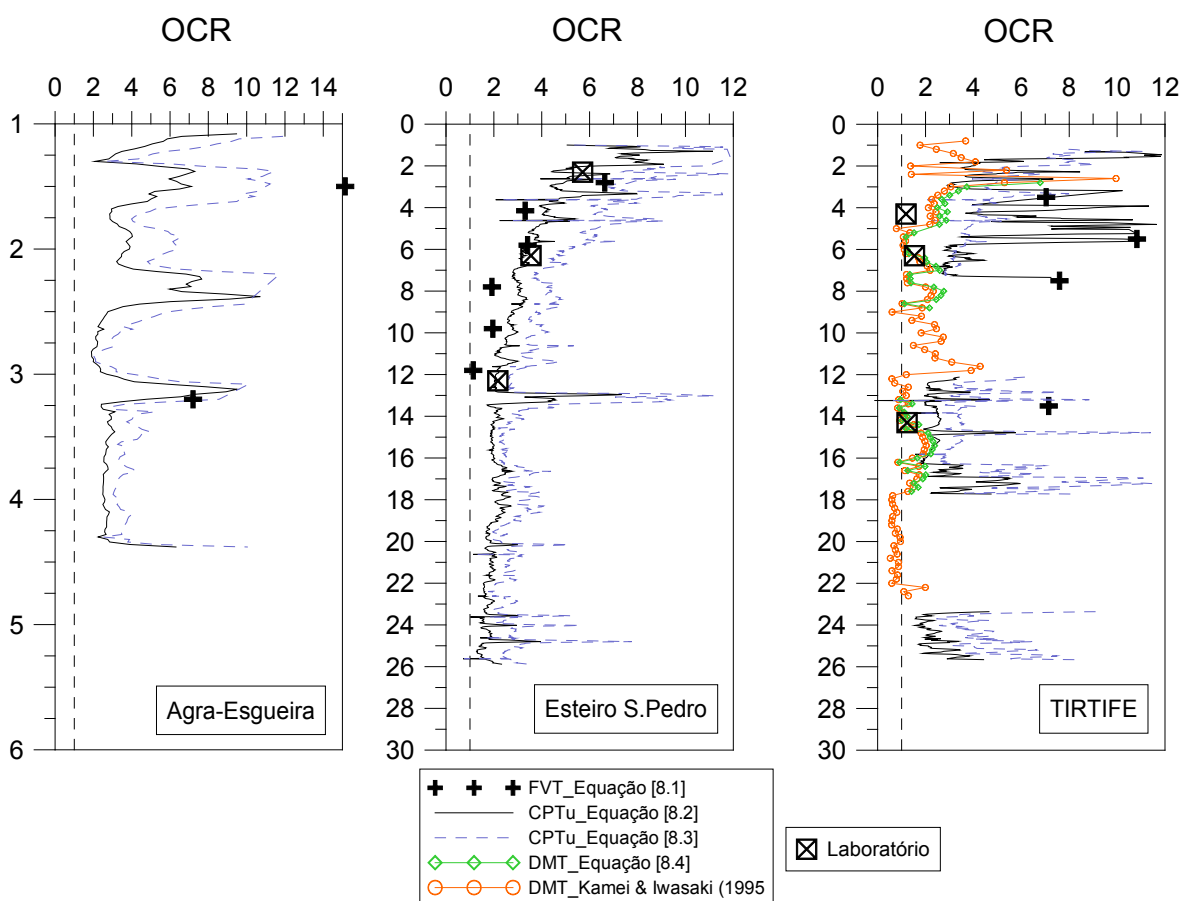 OCR OCR OCR
0 2 4 6 8 10 12 14
0 2 4 6 8 10 12
0 2 4 6 8 10 12
1
2
3
4
5
6
Agra-Esgueira
0
2
4
6
8
10
12
14
16
18
20
22
24
26
28
30
Esteiro S.Pedro
0
2
4
6
8
10
12
14
16
18
20
22
24
26
28
30
TIRTIFE
FVT_Equação [8.1]
CPTu_Equação [8.2]
CPTu_Equação [8.3]
DMT_Equação [8.4]
DMT_Kamei & Iwasaki (1995
Laboratório